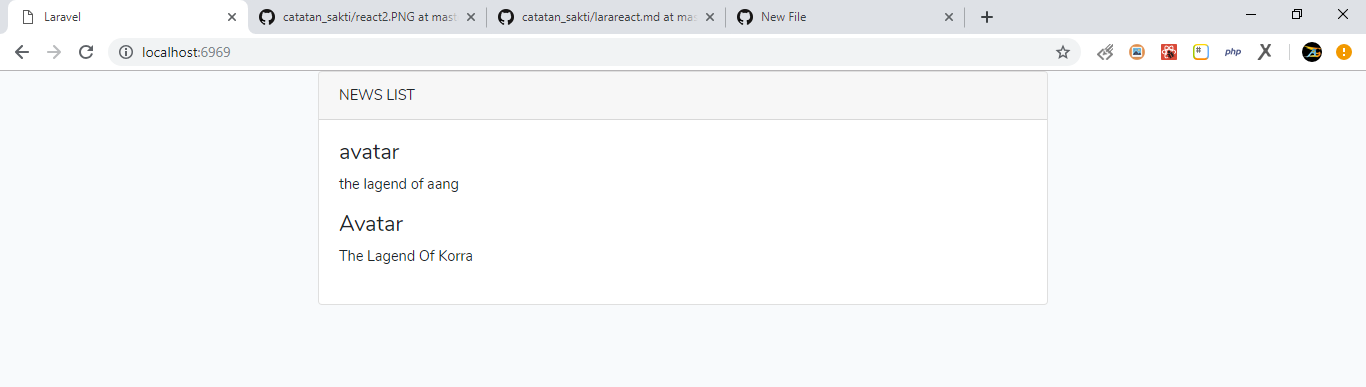 Laravel
catatan_sakti/react2.PNG at mast
catatan_sakti/larareact.md at mas
New File
localhost:6969
php
X
NEWS LIST
avatar
the lagend of aang
Avatar
The Lagend Of Korra